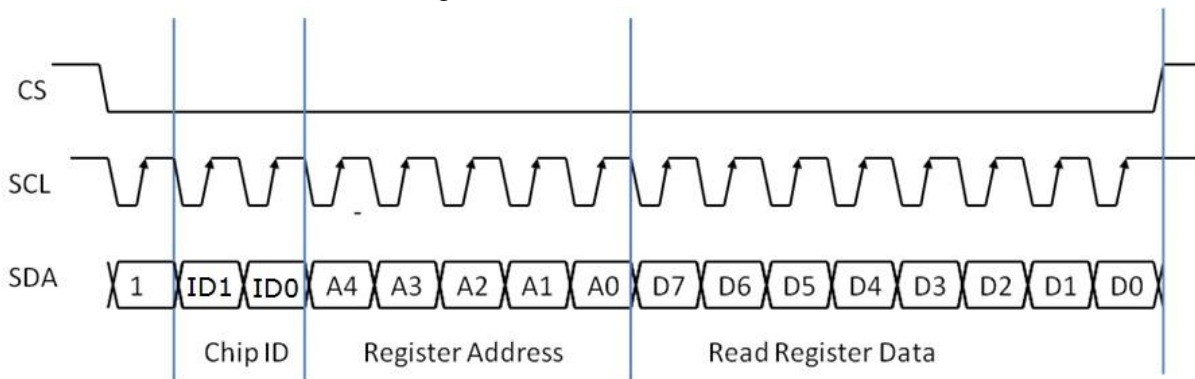 CS
SCL
SDA 1 ID1 ID0 A4 A3 A2 A1 A0 D7 D6 D5 D4 D3 D2 D1 D0
Chip ID Register Address Read Register Data